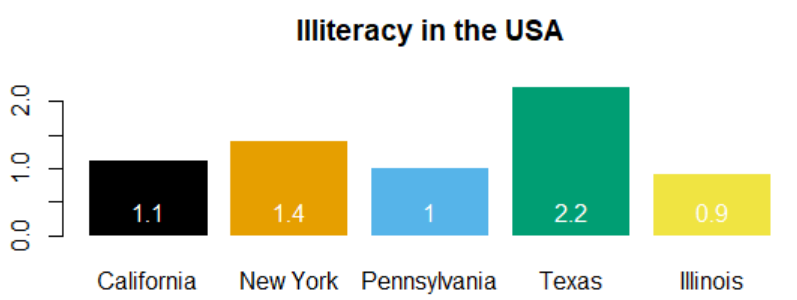 Illiteracy in the USA
2.0
1.0
0.0
1.1 1.4 1 2.2 0.9
California New York Pennsylvania Texas Illinois